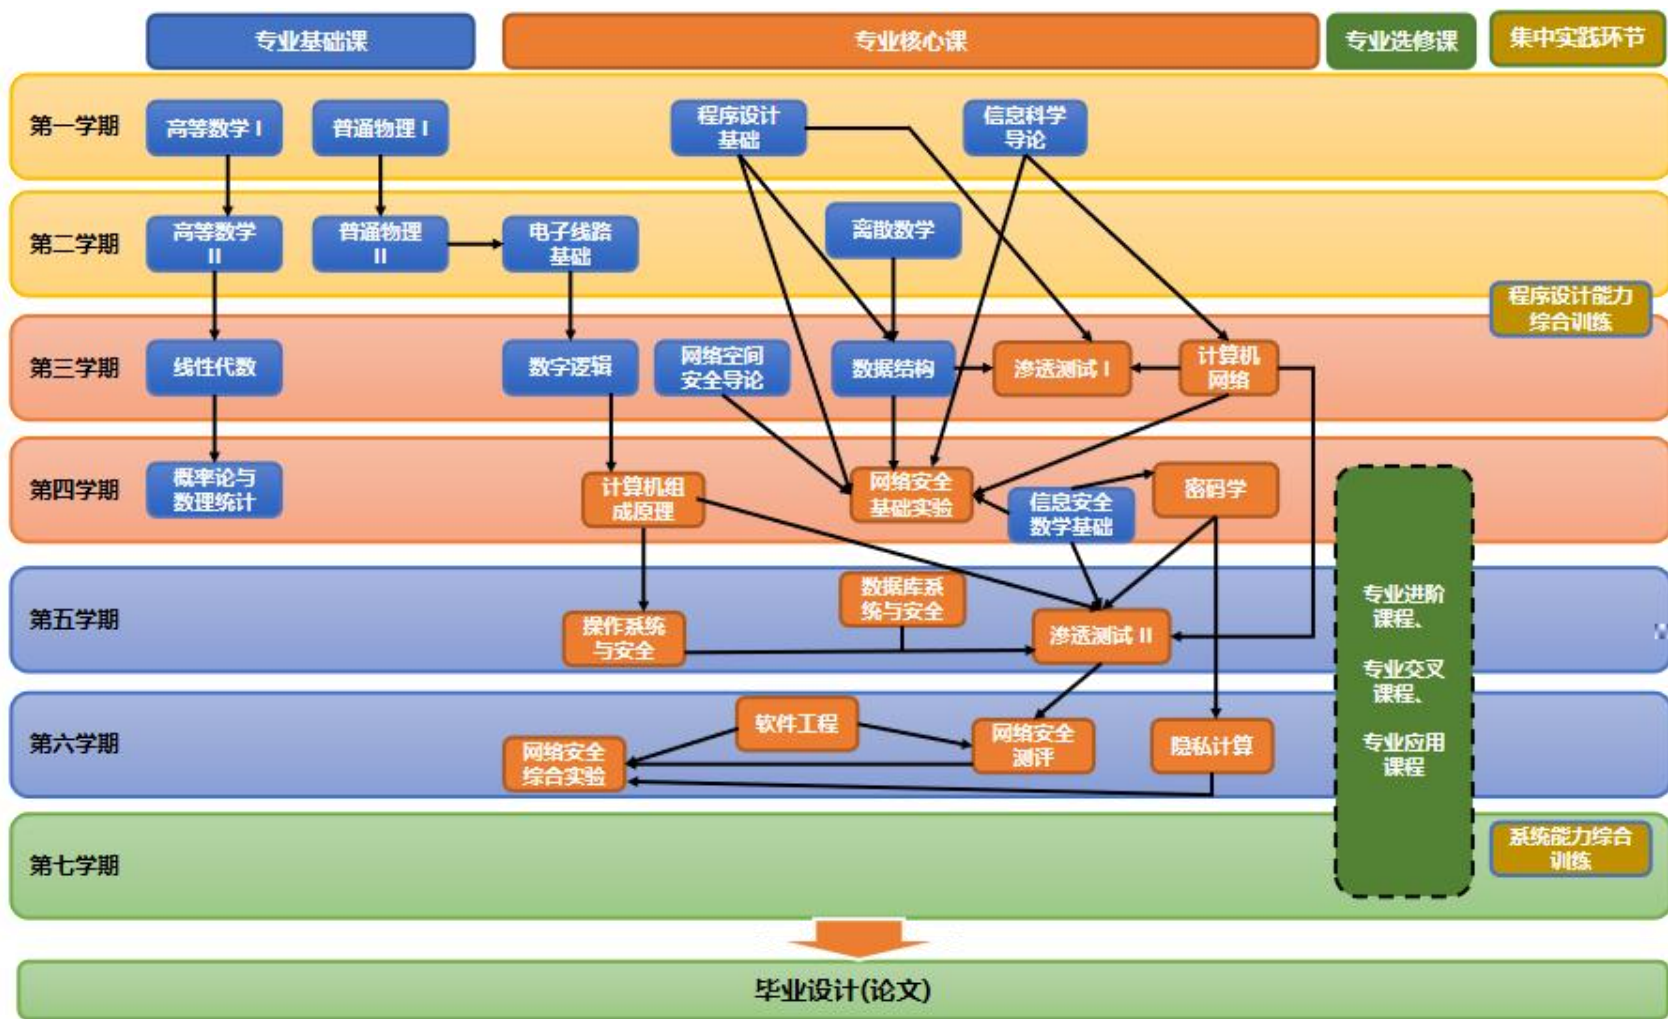 专业基础课
专业核心课
专业选修课
集中实践环节
第一学期
高等数学 I
普通物理 I
程序设计
基础
信息科学
导论
第二学期
高等数学
II
普通物理
II
电子线路
基础
离散数学
程序设计能力
综合训练
第三学期
线性代数
数字逻辑
网络空间
安全导论
数据结构
渗透测试 I
计算机
网络
第四学期
概率论与
数理统计
计算机组
成原理
网络安全
基础实验
信息安全
数学基础
密码学
第五学期
操作系统
与安全
数据库系
统与安全
渗透测试 II
专业进阶
课程、
专业交叉
课程、
专业应用
课程
第六学期
网络安全
综合实验
软件工程
网络安全
测评
隐私计算
第七学期
系统能力综合
训练
毕业设计(论文)